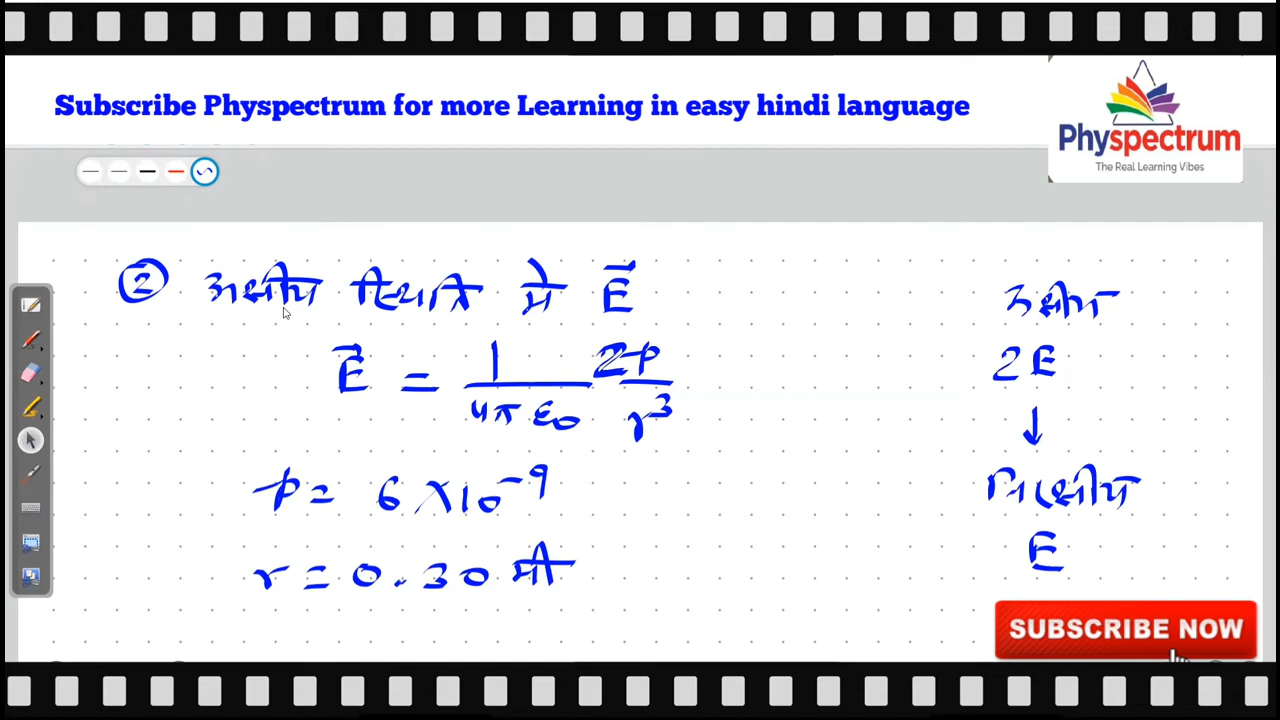 Subscribe Physpectrum for more Learning in easy hindi language
Physpectrum
The Real Learning Vibes
② अक्षीय स्थिति में E⃗
E⃗ = 1/4πε₀ 2p/r³
p = 6×10⁻⁹
r = 0.30 मी
अक्षीय
2E
↓
निरक्षीय
E
SUBSCRIBE NOW